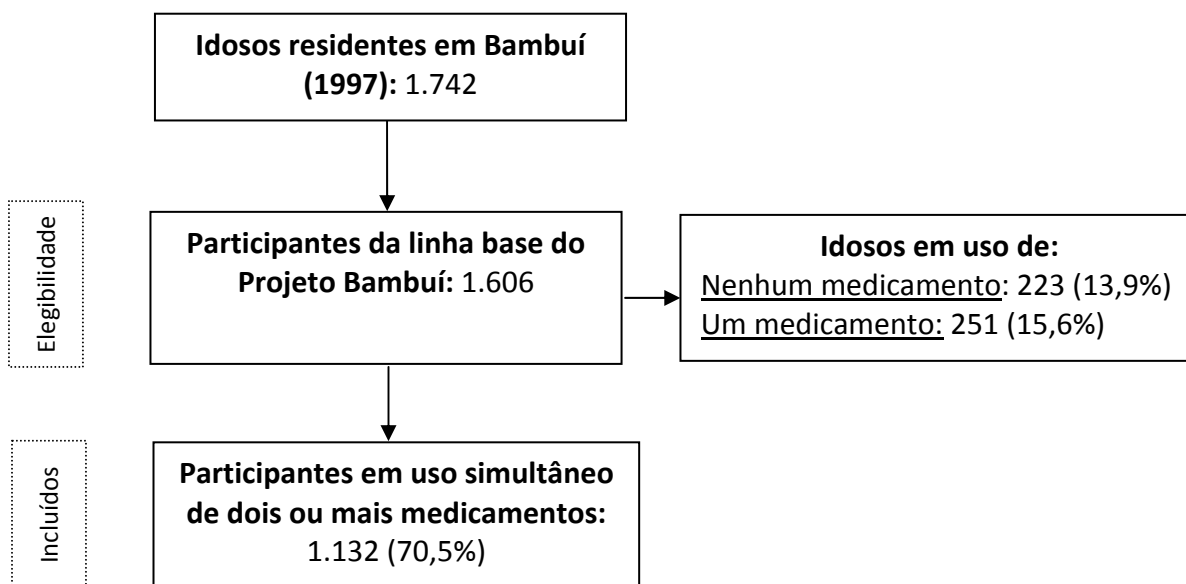 Idosos residentes em Bambuí
(1997): 1.742
Elegibilidade
Participantes da linha base do
Projeto Bambuí: 1.606
Idosos em uso de:
Nenhum medicamento: 223 (13,9%)
Um medicamento: 251 (15,6%)
Incluídos
Participantes em uso simultâneo
de dois ou mais medicamentos:
1.132 (70,5%)